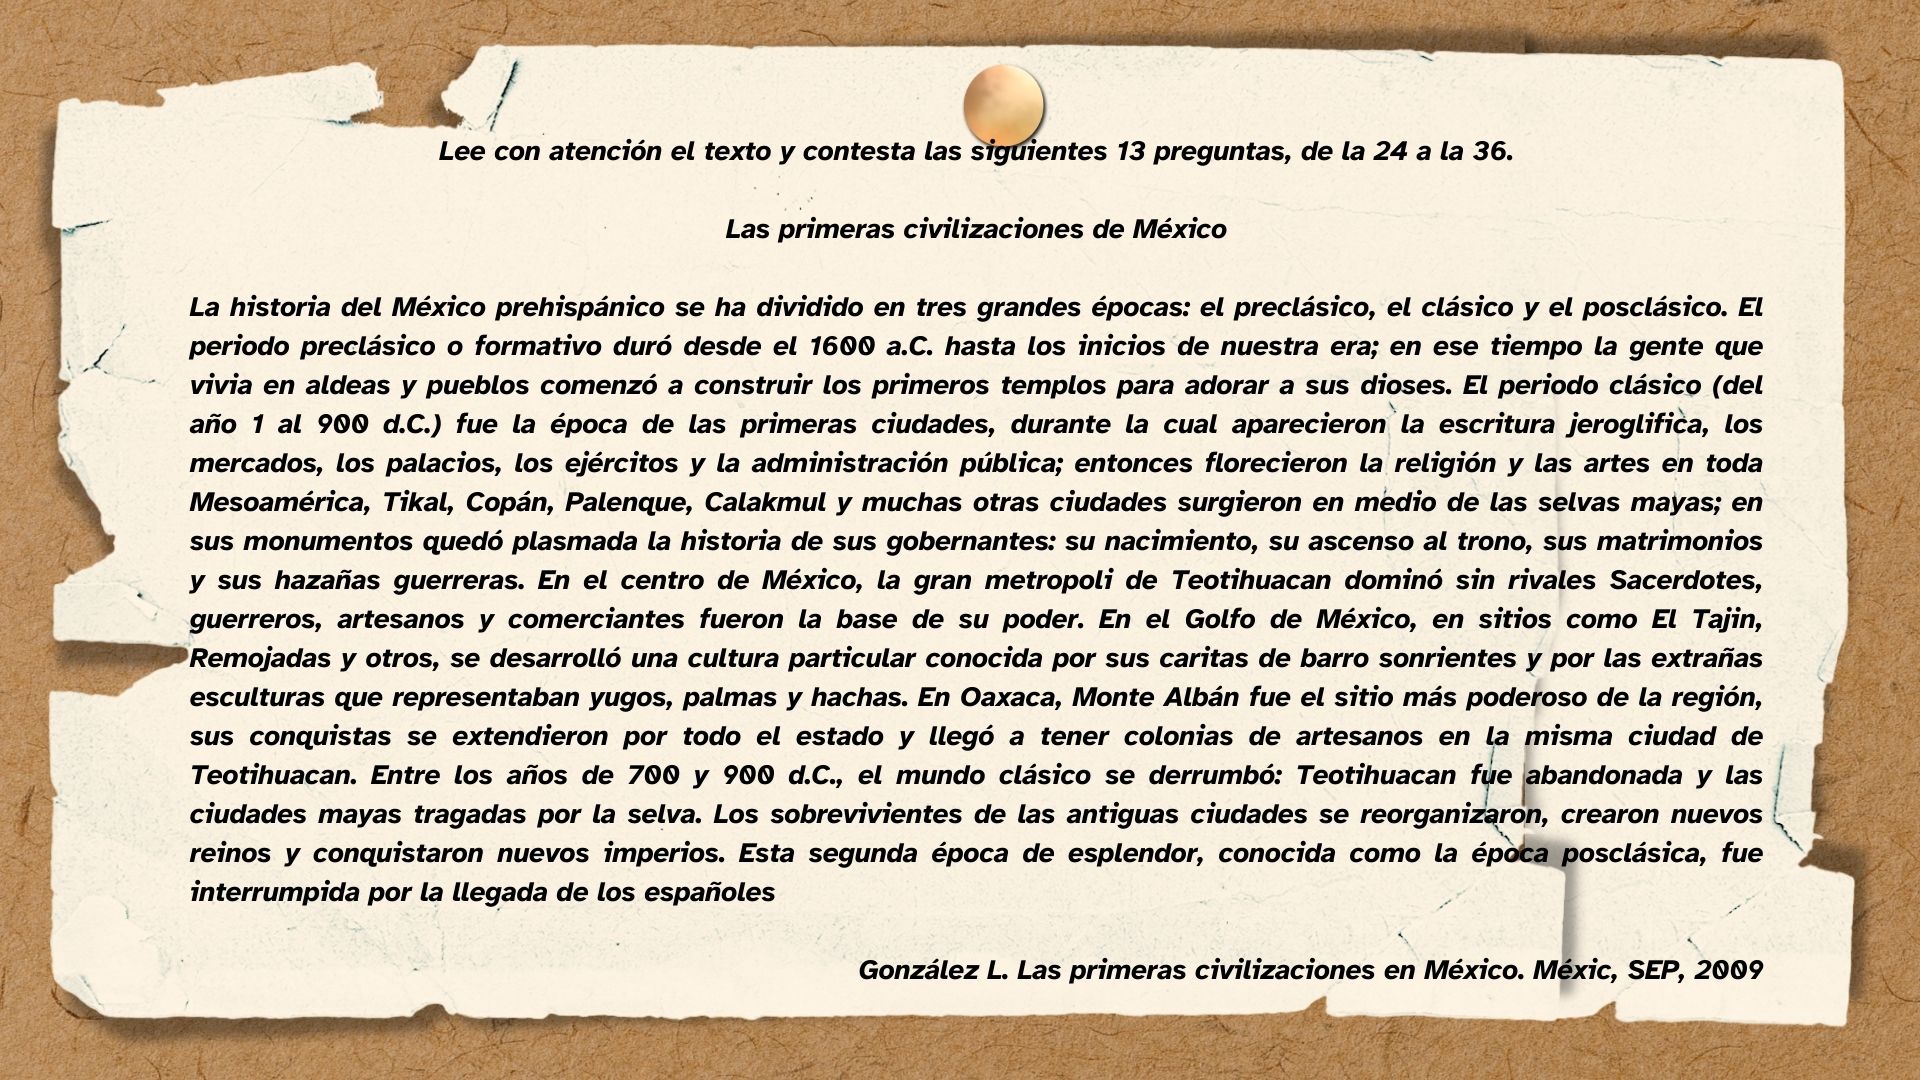 Lee con atención el texto y contesta las siguientes 13 preguntas, de la 24 a la 36.
Las primeras civilizaciones de México
La historia del México prehispánico se ha dividido en tres grandes épocas: el preclásico, el clásico y el posclásico. El
periodo preclásico o formativo duró desde el 1600 a.C. hasta los inicios de nuestra era; en ese tiempo la gente que
vivia en aldeas y pueblos comenzó a construir los primeros templos para adorar a sus dioses. El periodo clásico (del
año 1 al 900 d.C.) fue la época de las primeras ciudades, durante la cual aparecieron la escritura jeroglifica, los
mercados, los palacios, los ejércitos y la administración pública; entonces florecieron la religión y las artes en toda
Mesoamérica, Tikal, Copán, Palenque, Calakmul y muchas otras ciudades surgieron en medio de las selvas mayas; en
sus monumentos quedó plasmada la historia de sus gobernantes: su nacimiento, su ascenso al trono, sus matrimonios
y sus hazañas guerreras. En el centro de México, la gran metropoli de Teotihuacan dominó sin rivales Sacerdotes,
guerreros, artesanos y comerciantes fueron la base de su poder. En el Golfo de México, en sitios como El Tajin,
Remojadas y otros, se desarrolló una cultura particular conocida por sus caritas de barro sonrientes y por las extrañas
esculturas que representaban yugos, palmas y hachas. En Oaxaca, Monte Albán fue el sitio más poderoso de la región,
sus conquistas se extendieron por todo el estado y llegó a tener colonias de artesanos en la misma ciudad de
Teotihuacan. Entre los años de 700 y 900 d.C., el mundo clásico se derrumbó: Teotihuacan fue abandonada y las
ciudades mayas tragadas por la selva. Los sobrevivientes de las antiguas ciudades se reorganizaron, crearon nuevos
reinos y conquistaron nuevos imperios. Esta segunda época de esplendor, conocida como la época posclásica, fue
interrumpida por la llegada de los españoles
González L. Las primeras civilizaciones en México. Méxic, SEP, 2009